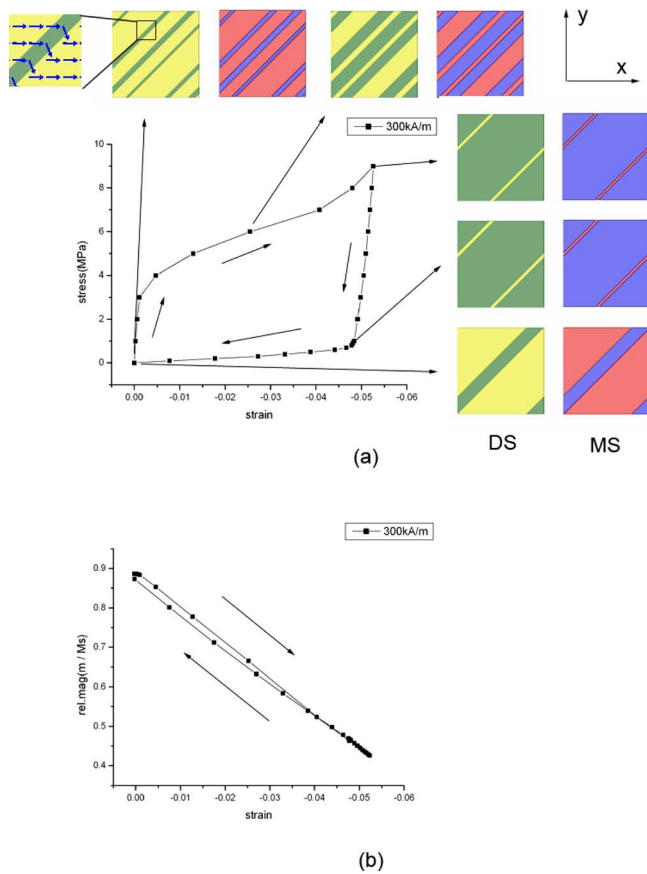 y
x
300kA/m
10
8
6
4
2
0
stress(MPa)
0.00 -0.01 -0.02 -0.03 -0.04 -0.05 -0.06
strain
DS MS
(a)
300kA/m
0.9
0.8
0.7
0.6
0.5
0.4
rel.mag(m / Ms)
0.00 -0.01 -0.02 -0.03 -0.04 -0.05 -0.06
strain
(b)